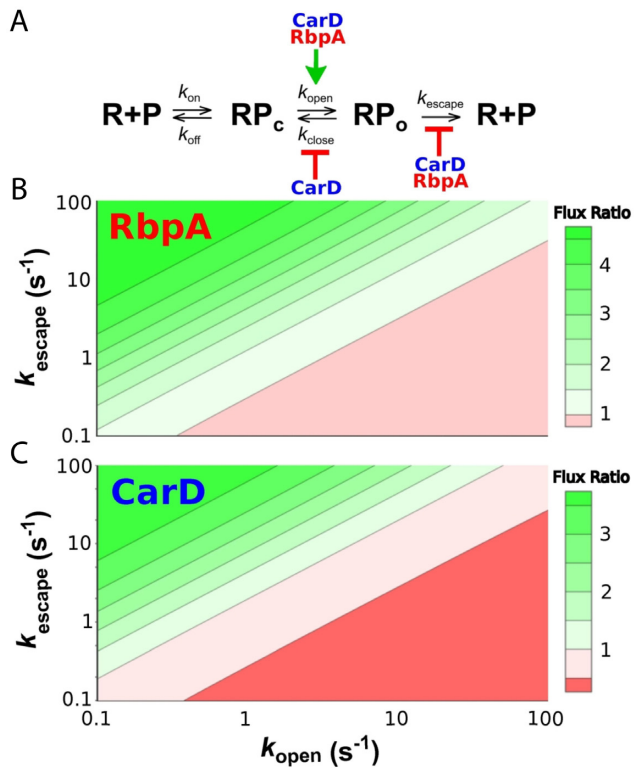 A
CarD
RbpA
R+P kon koff RPc kopen kclose RPo kescape R+P
CarD
CarD
RbpA
B
RbpA
kescape (s-1)
100
10
1
0.1
Flux Ratio
4
3
2
1
C
CarD
kescape (s-1)
100
10
1
0.1
0.1 1 10 100
kopen (s-1)
Flux Ratio
3
2
1